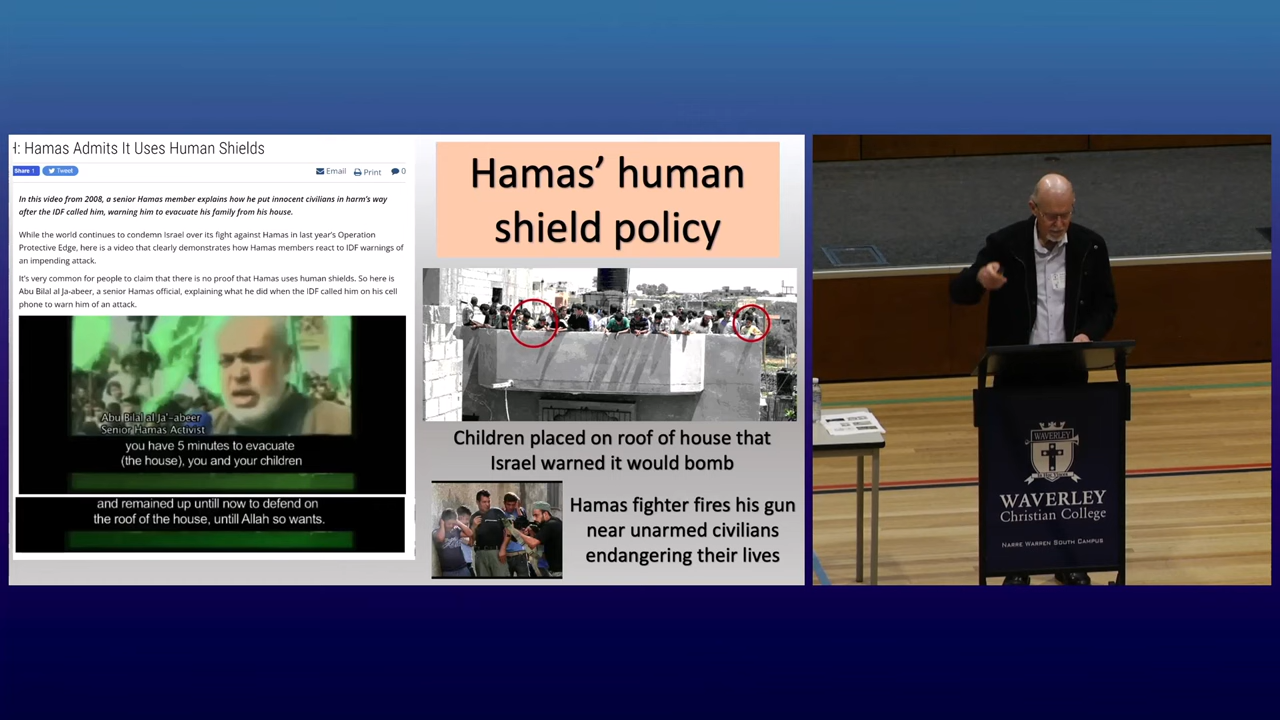 : Hamas Admits It Uses Human Shields
Share 1
Tweet
Email
Print
0
In this video from 2008, a senior Hamas member explains how he put innocent civilians in harm's way
after the IDF called him, warning him to evacuate his family from his house.
While the world continues to condemn Israel over its fight against Hamas in last year's Operation
Protective Edge, here is a video that clearly demonstrates how Hamas members react to IDF warnings of
an impending attack.
It's very common for people to claim that there is no proof that Hamas uses human shields. So here is
Abu Bilal al Ja-abeer, a senior Hamas official, explaining what he did when the IDF called him on his cell
phone to warn him of an attack.
Abu Bilal al Ja'-abeer
Senior Hamas Activist
you have 5 minutes to evacuate
(the house), you and your children
and remained up untill now to defend on
the roof of the house, untill Allah so wants.
Hamas' human
shield policy
Children placed on roof of house that
Israel warned it would bomb
Hamas fighter fires his gun
near unarmed civilians
endangering their lives
WAVERLEY
WAVERLEY
Christian College
Narre Warren South Campus